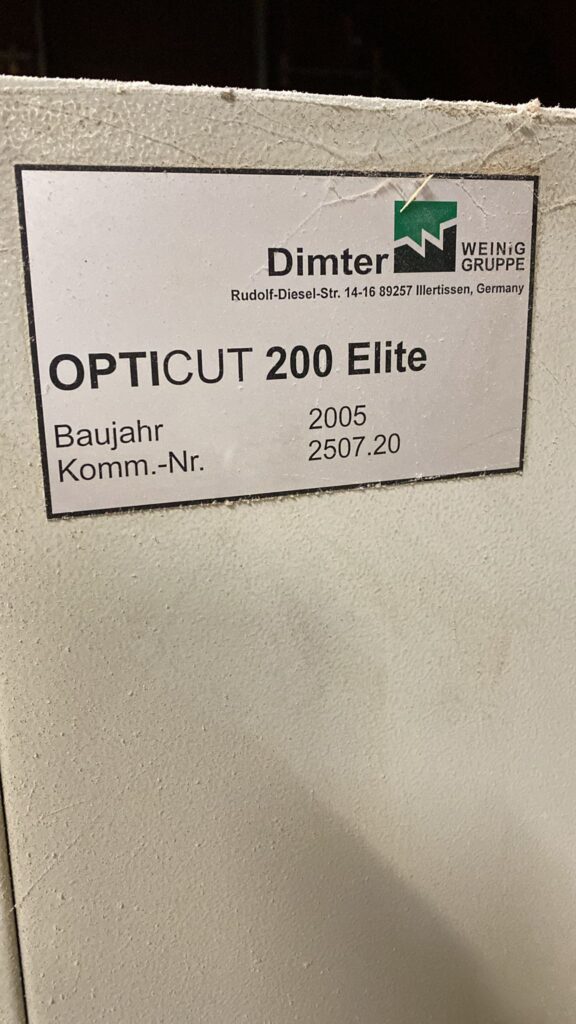 Dimter WEINIG
GRUPPE
Rudolf-Diesel-Str. 14-16 89257 Illertissen, Germany
OPTICUT 200 Elite
Baujahr 2005
Komm.-Nr. 2507.20